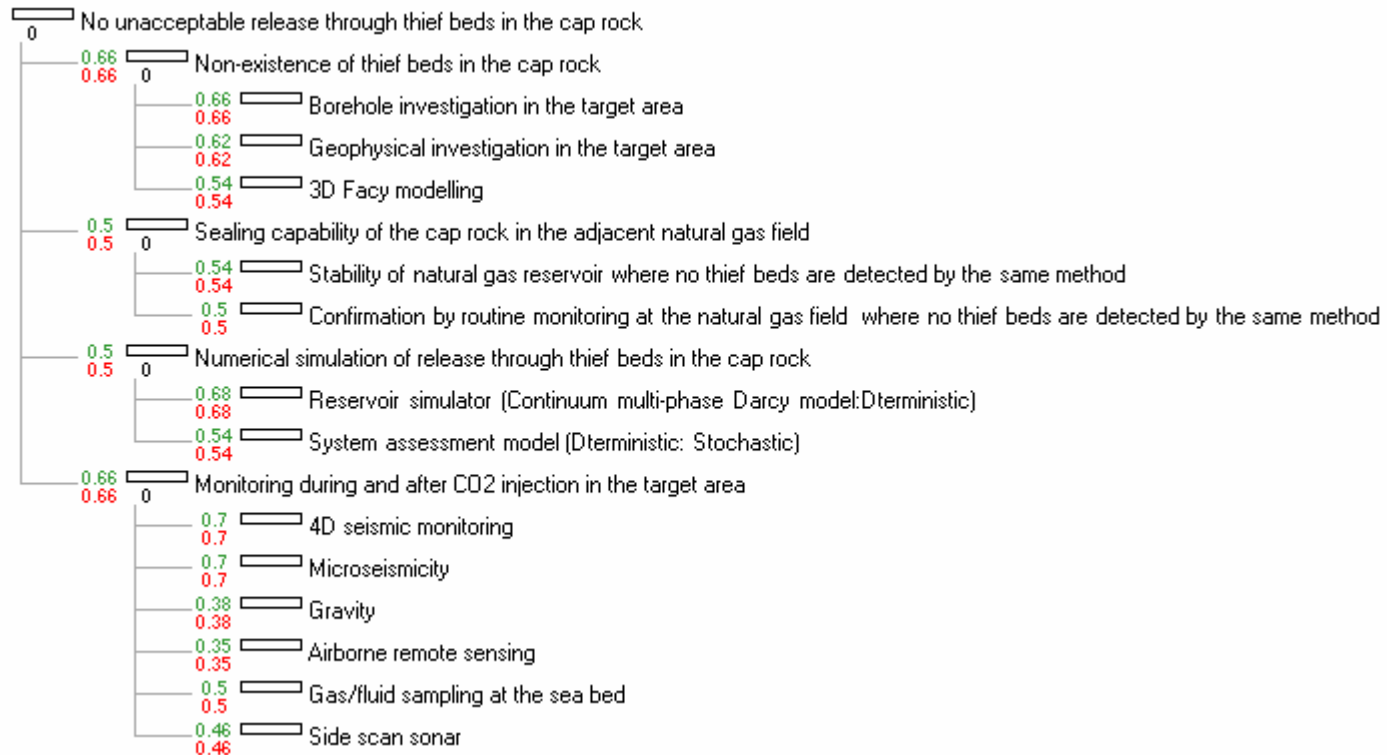 No unacceptable release through thief beds in the cap rock
0
0.66 Non-existence of thief beds in the cap rock
0.66 0
0.66 Borehole investigation in the target area
0.66
0.62 Geophysical investigation in the target area
0.62
0.54 3D Facy modelling
0.54
0.5 Sealing capability of the cap rock in the adjacent natural gas field
0.5 0
0.54 Stability of natural gas reservoir where no thief beds are detected by the same method
0.54
0.5 Confirmation by routine monitoring at the natural gas field where no thief beds are detected by the same method
0.5
0.5 Numerical simulation of release through thief beds in the cap rock
0.5 0
0.68 Reservoir simulator (Continuum multi-phase Darcy model:Dterministic)
0.68
0.54 System assessment model (Dterministic: Stochastic)
0.54
0.66 Monitoring during and after CO2 injection in the target area
0.66 0
0.7 4D seismic monitoring
0.7
0.7 Microseismicity
0.7
0.38 Gravity
0.38
0.35 Airborne remote sensing
0.35
0.5 Gas/fluid sampling at the sea bed
0.5
0.46 Side scan sonar
0.46